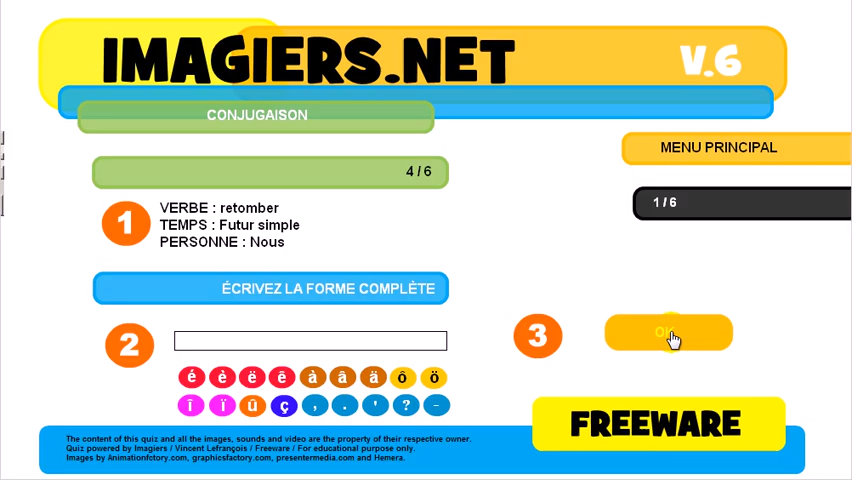 IMAGIERS.NET
V.6
CONJUGAISON
MENU PRINCIPAL
4 / 6
1 / 6
1
VERBE : retomber
TEMPS : Futur simple
PERSONNE : Nous
ÉCRIVEZ LA FORME COMPLÈTE
2
3
OK
é è ë ê à â ä ô ö
î ï û ç , . ' ? -
FREEWARE
The content of this quiz and all the images, sounds and video are the property of their respective owner.
Quiz powered by Imagiers / Vincent Lefrançois / Freeware / For educational purpose only.
Images by Animationfctory.com, graphicsfactory.com, presentermedia.com and Hemera.